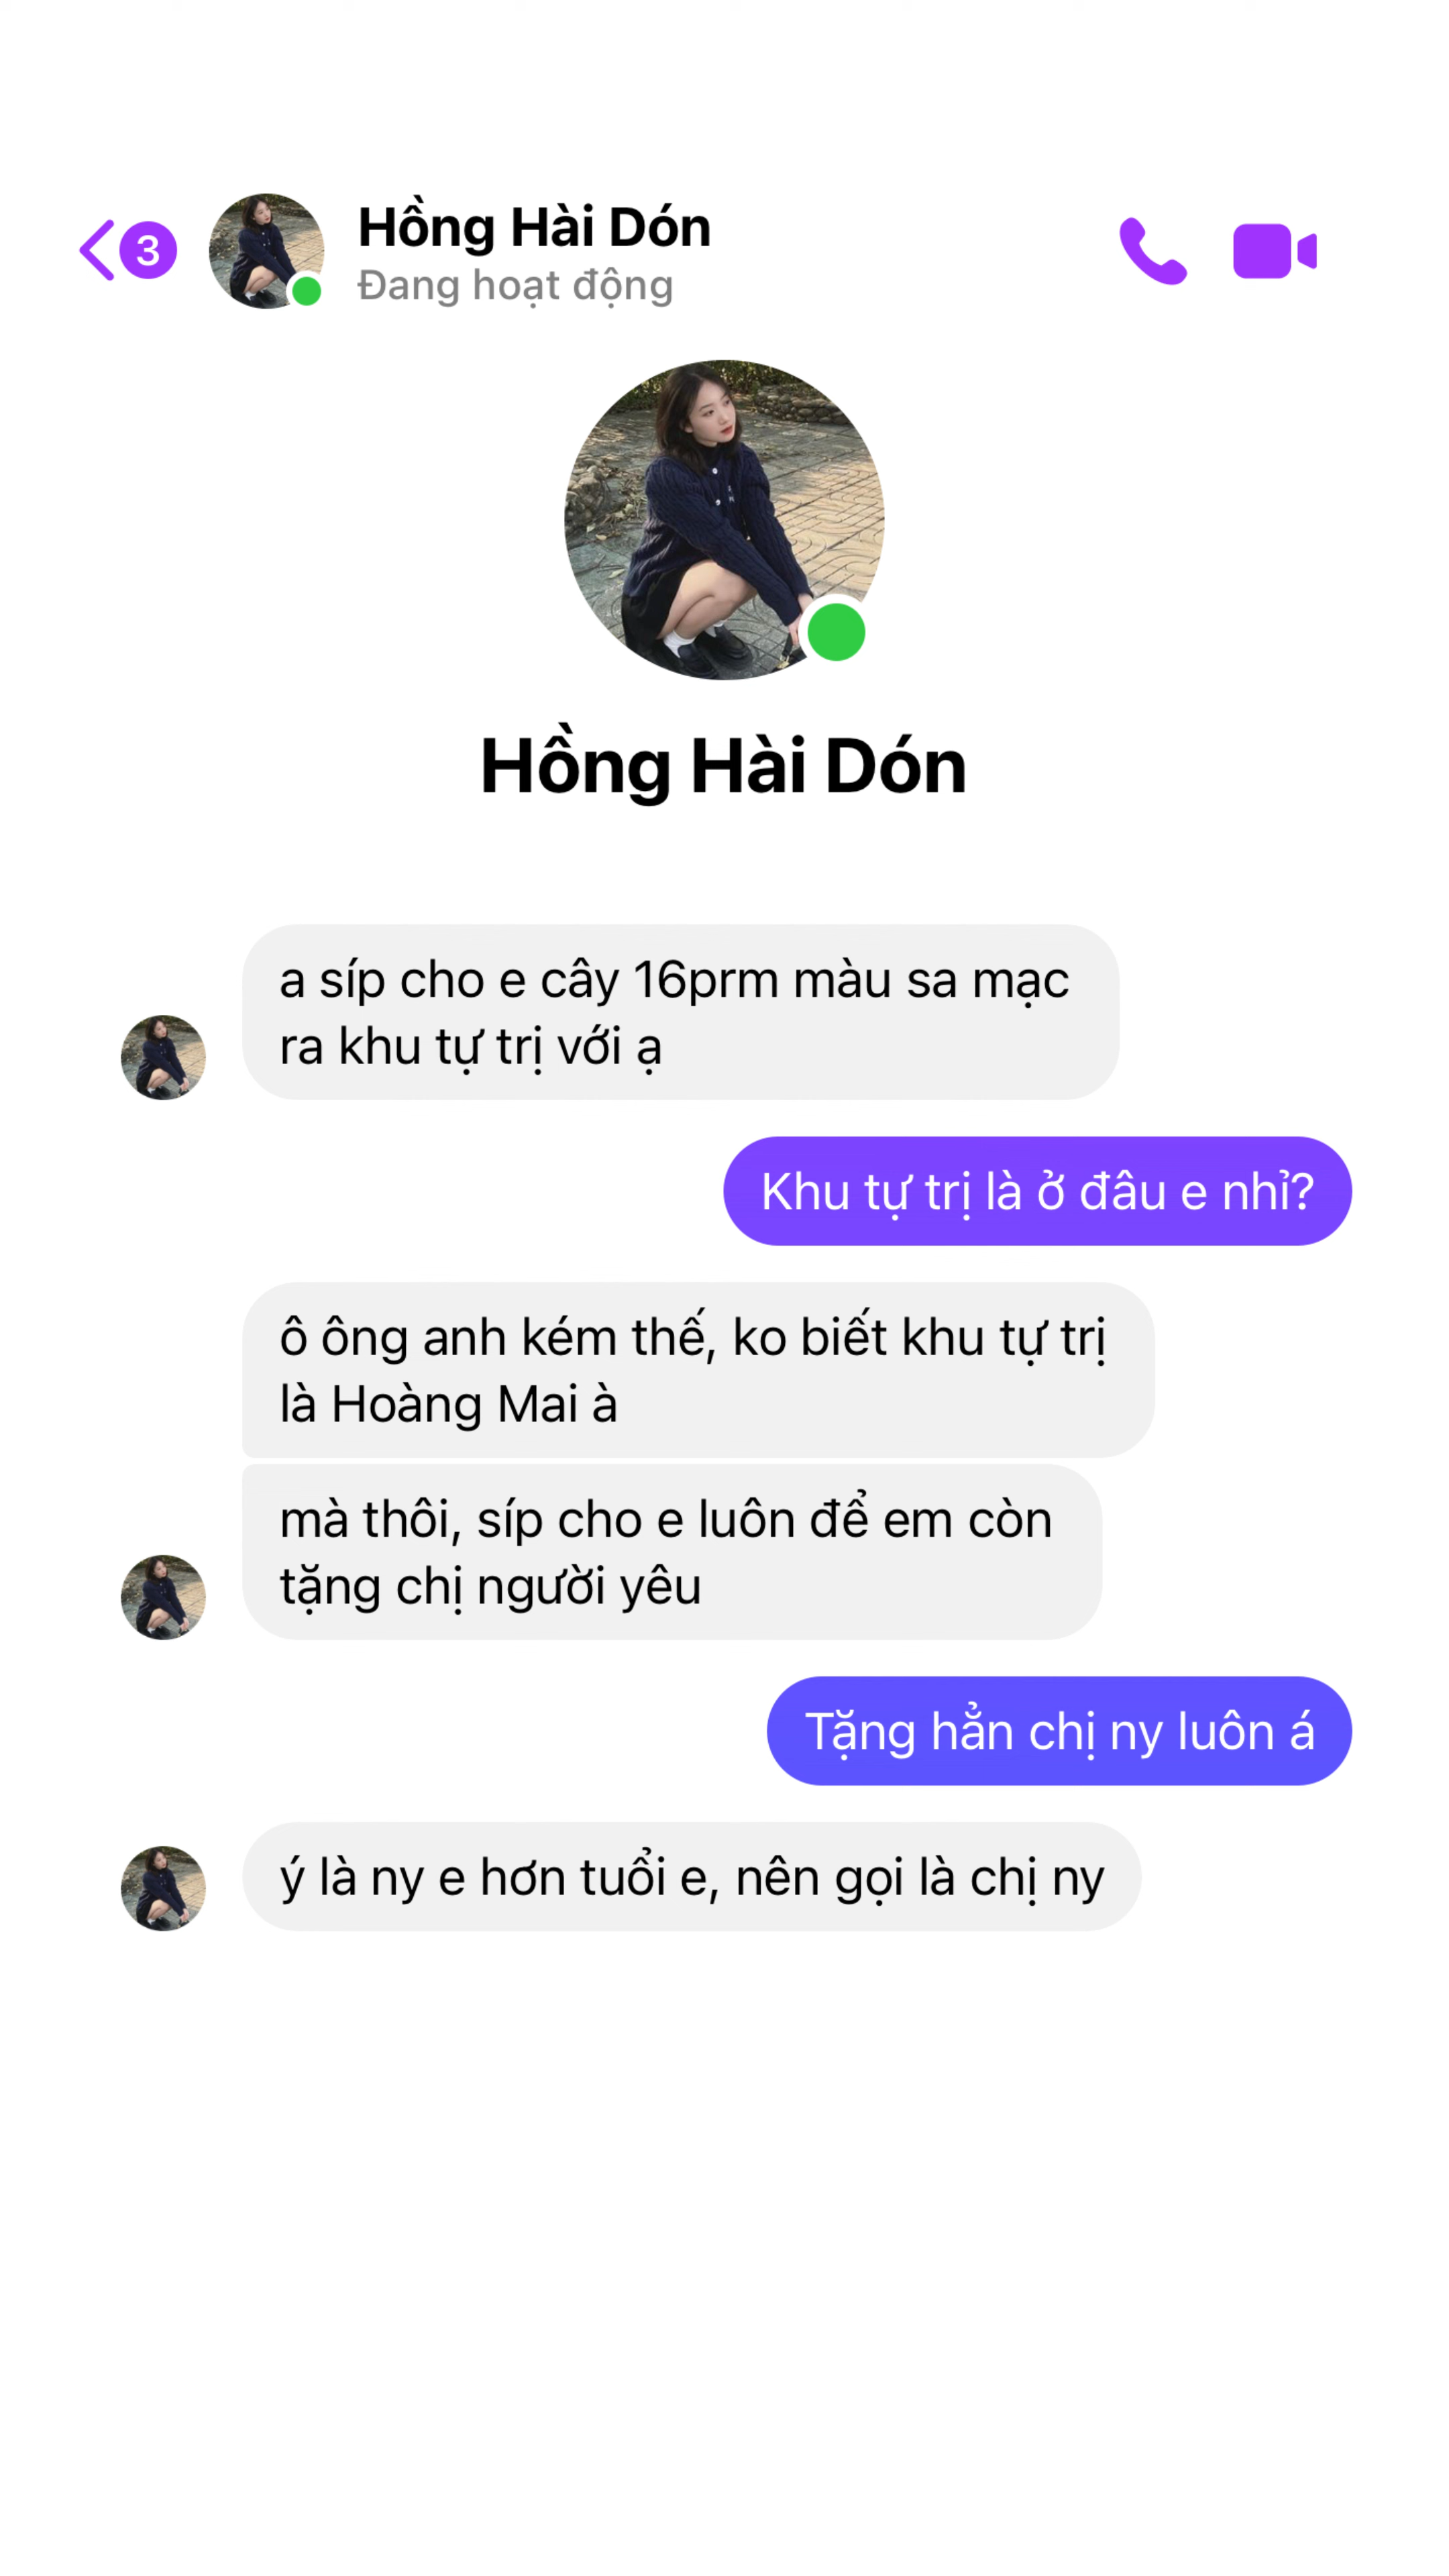 3
Hồng Hài Dón
Đang hoạt động
Hồng Hài Dón
a síp cho e cây 16prm màu sa mạc
ra khu tự trị với ạ
Khu tự trị là ở đâu e nhỉ?
ô ông anh kém thế, ko biết khu tự trị
là Hoàng Mai à
mà thôi, síp cho e luôn để em còn
tặng chị người yêu
Tặng hẳn chị ny luôn á
ý là ny e hơn tuổi e, nên gọi là chị ny